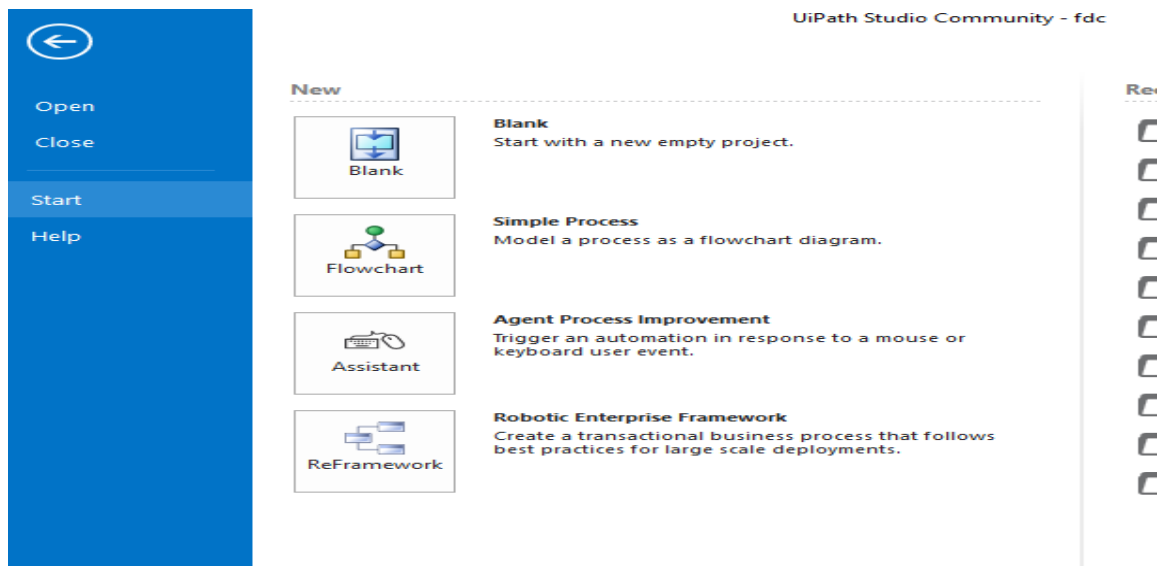 UiPath Studio Community - fdc
Open
Close
Start
Help
New
Blank
Blank
Start with a new empty project.
Flowchart
Simple Process
Model a process as a flowchart diagram.
Assistant
Agent Process Improvement
Trigger an automation in response to a mouse or
keyboard user event.
ReFramework
Robotic Enterprise Framework
Create a transactional business process that follows
best practices for large scale deployments.